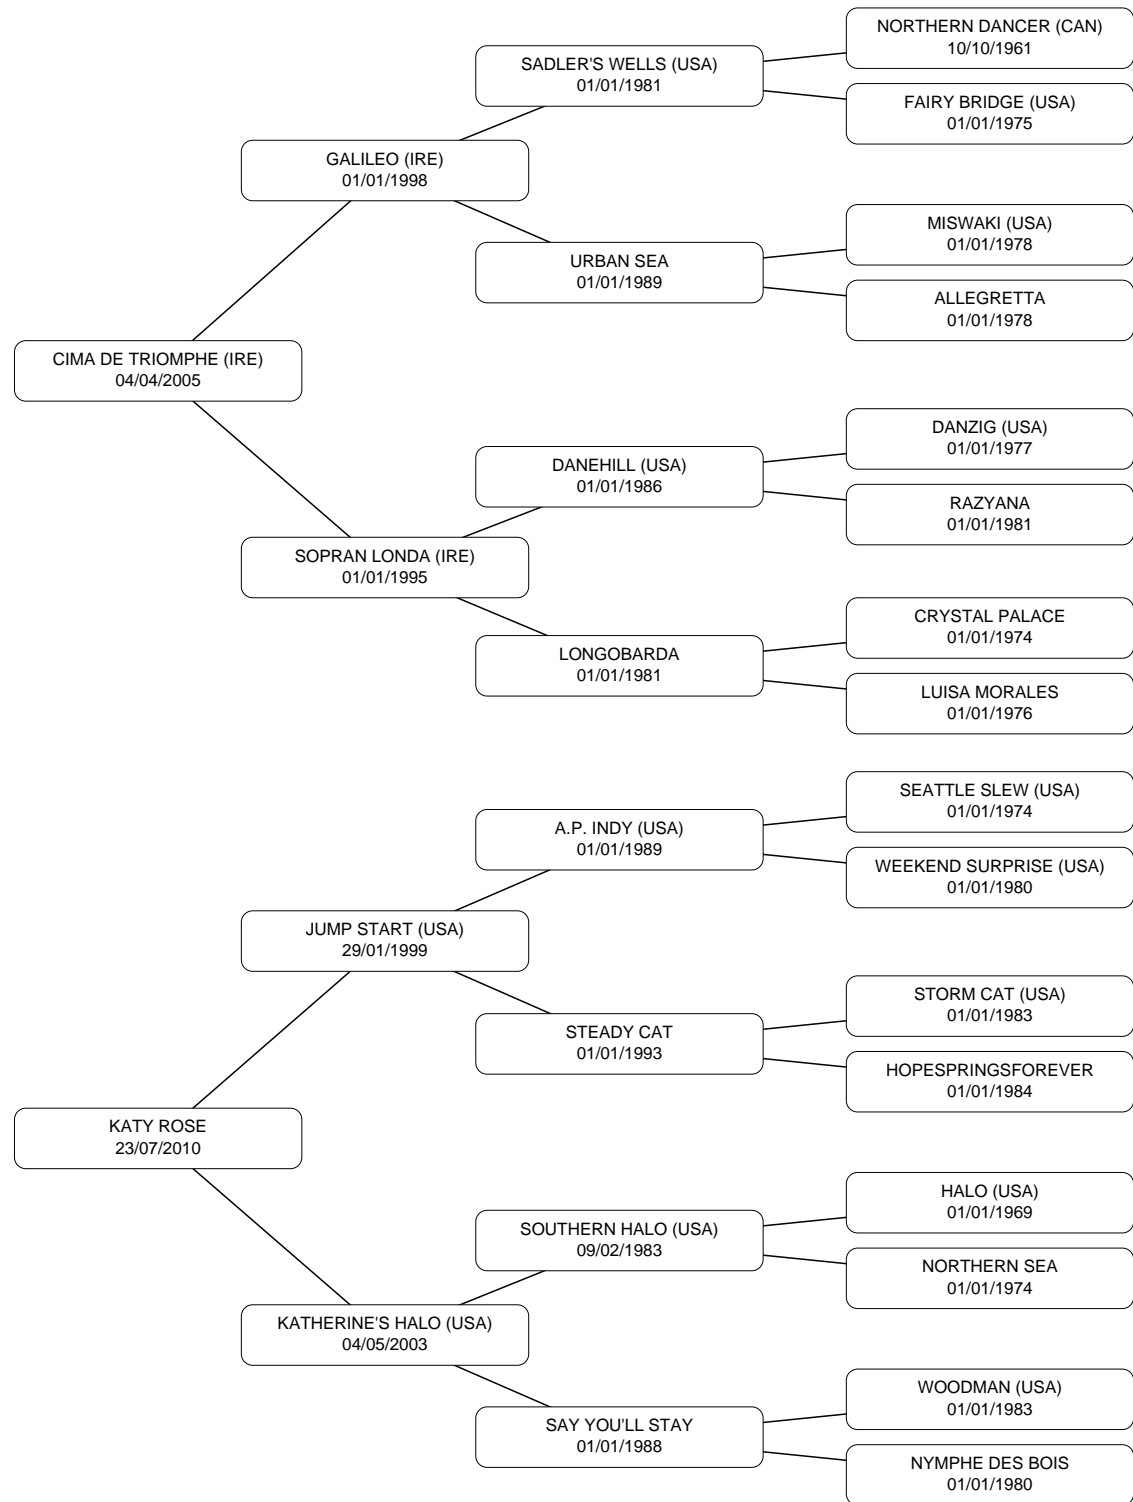 NORTHERN DANCER (CAN)
10/10/1961
SADLER'S WELLS (USA)
01/01/1981
FAIRY BRIDGE (USA)
01/01/1975
GALILEO (IRE)
01/01/1998
MISWAKI (USA)
01/01/1978
URBAN SEA
01/01/1989
ALLEGRETTA
01/01/1978
CIMA DE TRIOMPHE (IRE)
04/04/2005
DANZIG (USA)
01/01/1977
DANEHILL (USA)
01/01/1986
RAZYANA
01/01/1981
SOPRAN LONDA (IRE)
01/01/1995
CRYSTAL PALACE
01/01/1974
LONGOBARDA
01/01/1981
LUISA MORALES
01/01/1976
SEATTLE SLEW (USA)
01/01/1974
A.P. INDY (USA)
01/01/1989
WEEKEND SURPRISE (USA)
01/01/1980
JUMP START (USA)
29/01/1999
STORM CAT (USA)
01/01/1983
STEADY CAT
01/01/1993
HOPESPRINGSFOREVER
01/01/1984
KATY ROSE
23/07/2010
HALO (USA)
01/01/1969
SOUTHERN HALO (USA)
09/02/1983
NORTHERN SEA
01/01/1974
KATHERINE'S HALO (USA)
04/05/2003
WOODMAN (USA)
01/01/1983
SAY YOU'LL STAY
01/01/1988
NYMPHE DES BOIS
01/01/1980